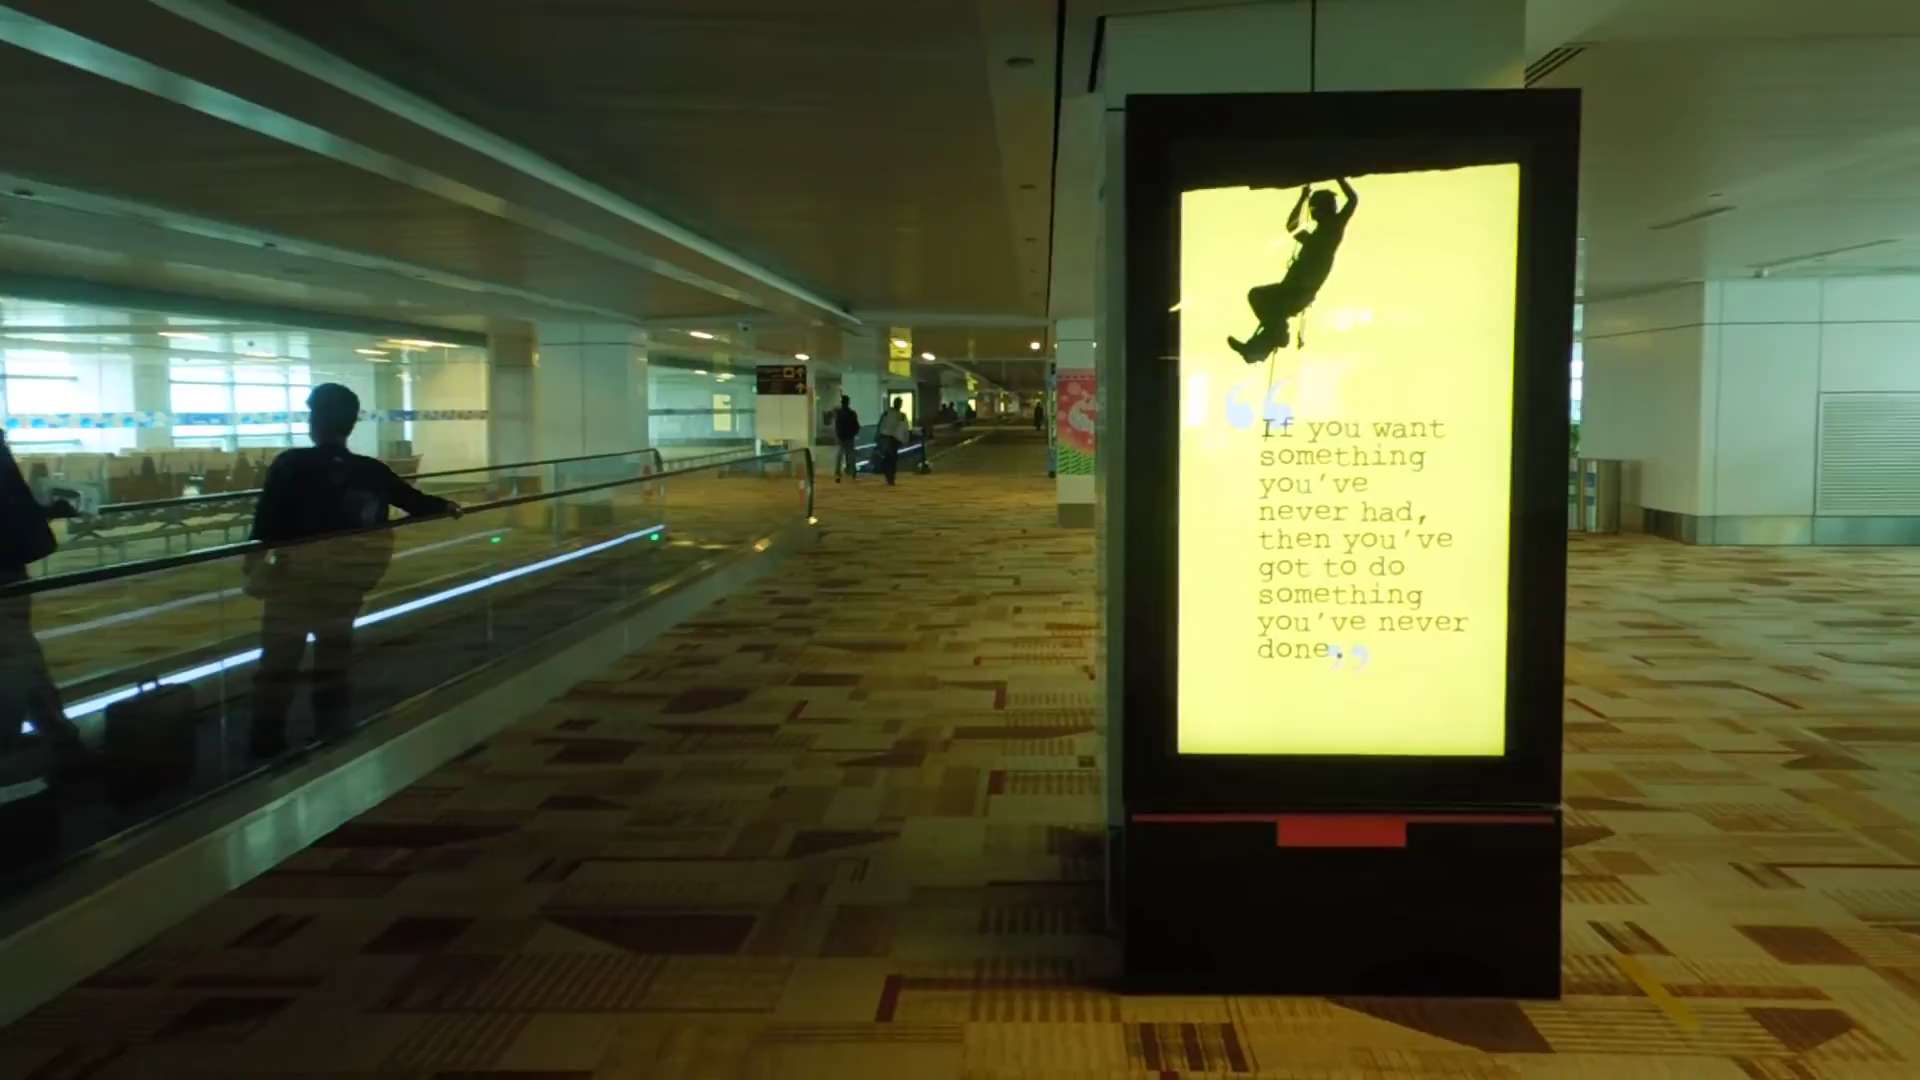 “
If you want
something
you've
never had,
then you've
got to do
something
you've never
done.”